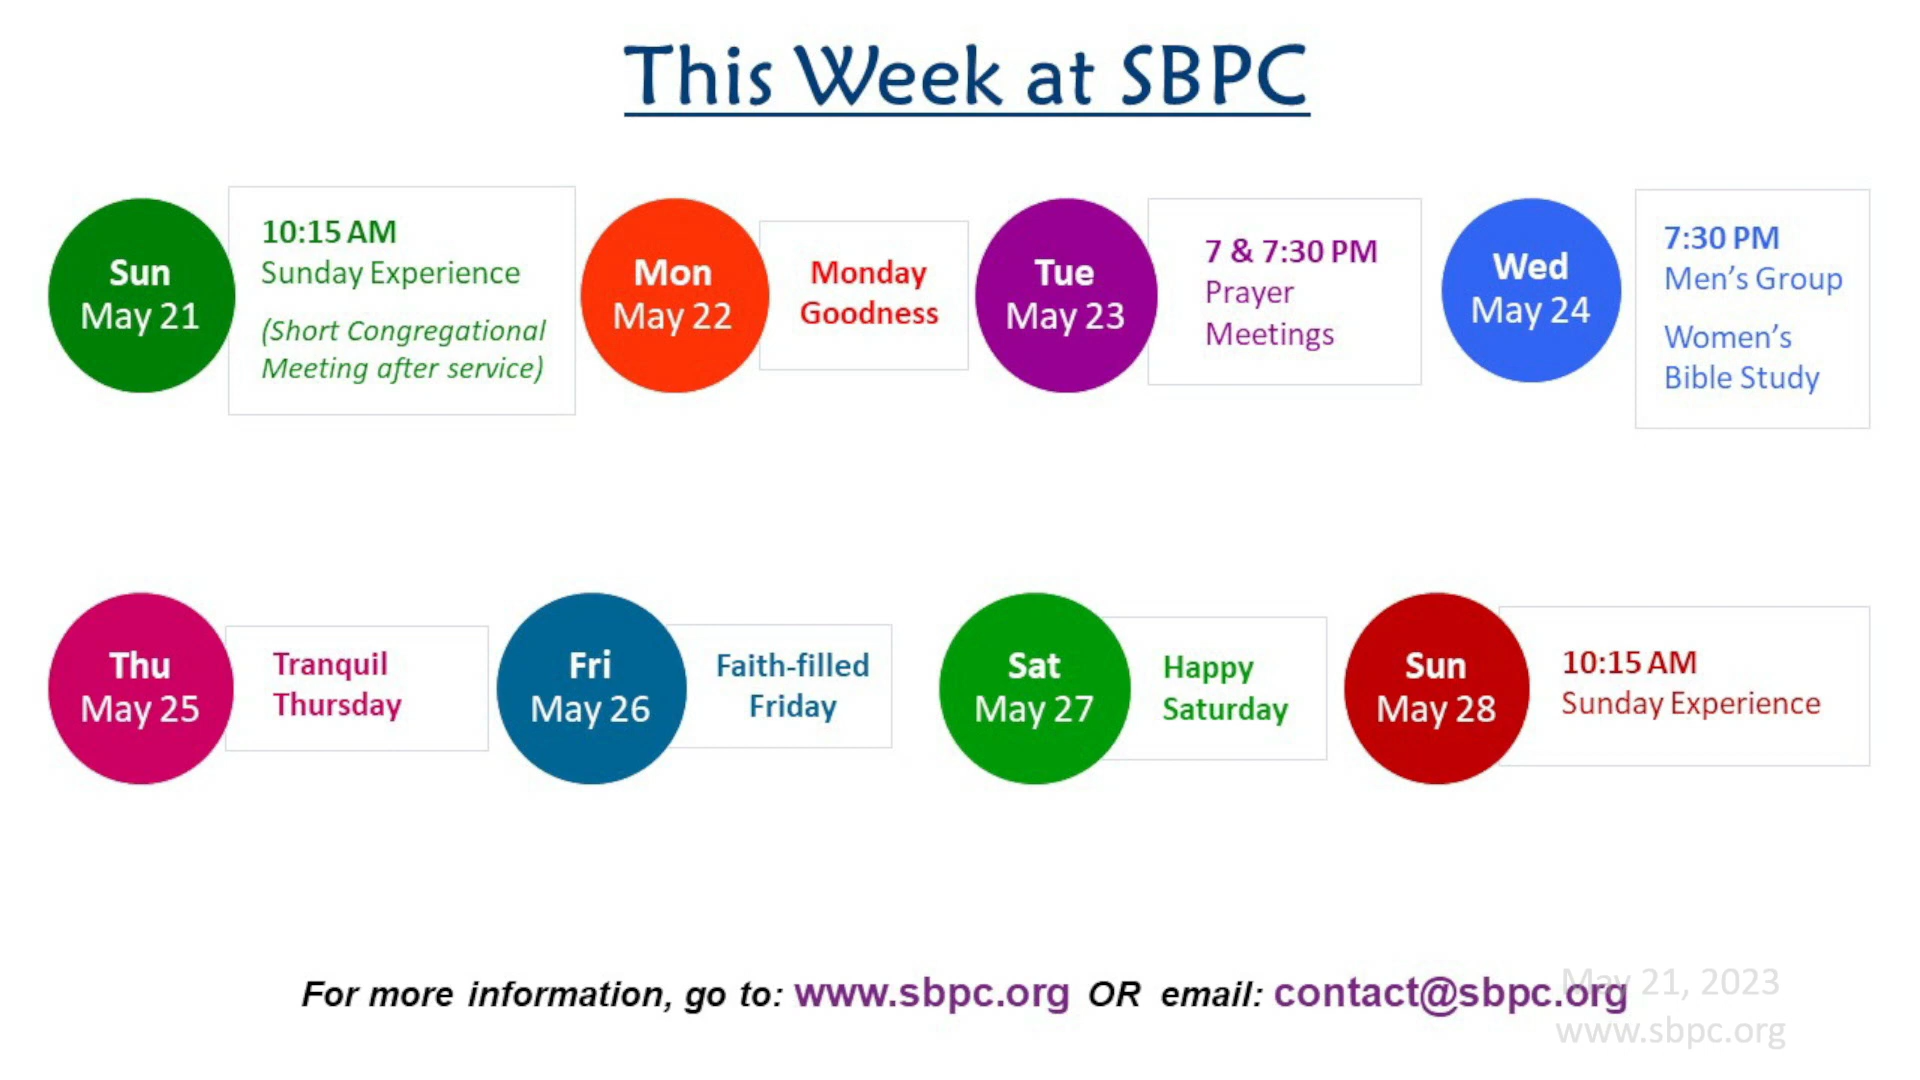 This Week at SBPC
Sun
May 21
10:15 AM
Sunday Experience
(Short Congregational
Meeting after service)
Mon
May 22
Monday
Goodness
Tue
May 23
7 & 7:30 PM
Prayer
Meetings
Wed
May 24
7:30 PM
Men's Group
Women's
Bible Study
Thu
May 25
Tranquil
Thursday
Fri
May 26
Faith-filled
Friday
Sat
May 27
Happy
Saturday
Sun
May 28
10:15 AM
Sunday Experience
For more information, go to: www.sbpc.org OR email: contact@sbpc.org
May 21, 2023
www.sbpc.org